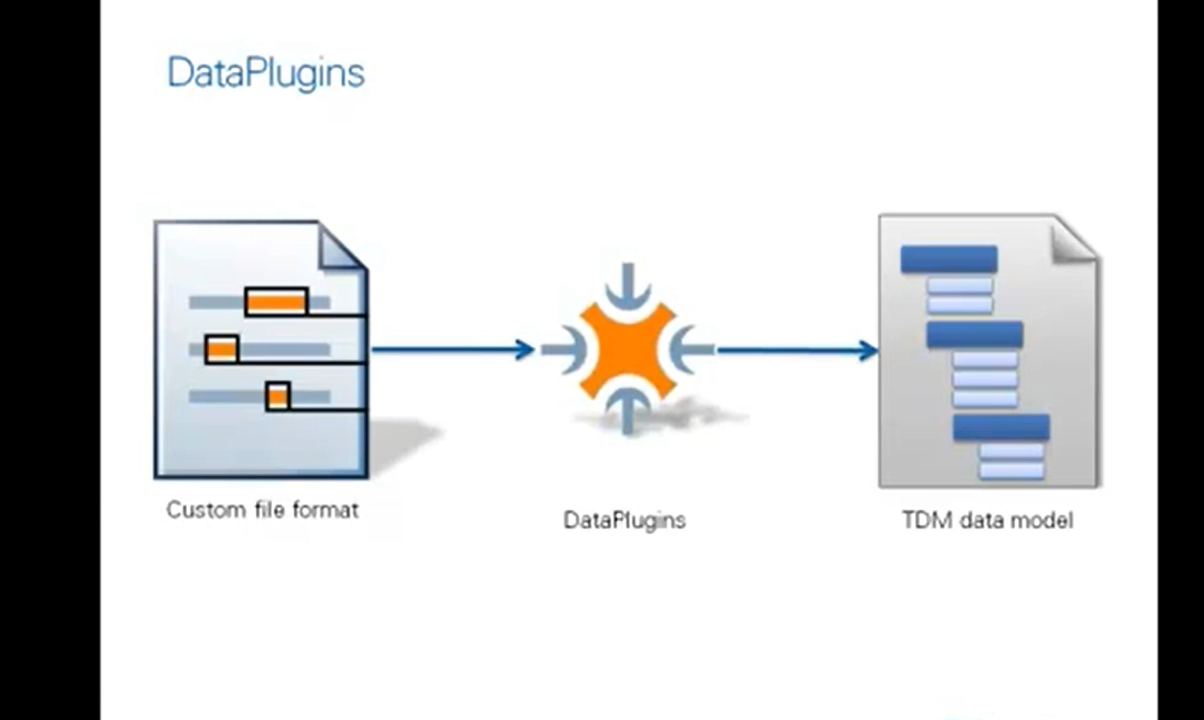 DataPlugins
Custom file format
DataPlugins
TDM data model